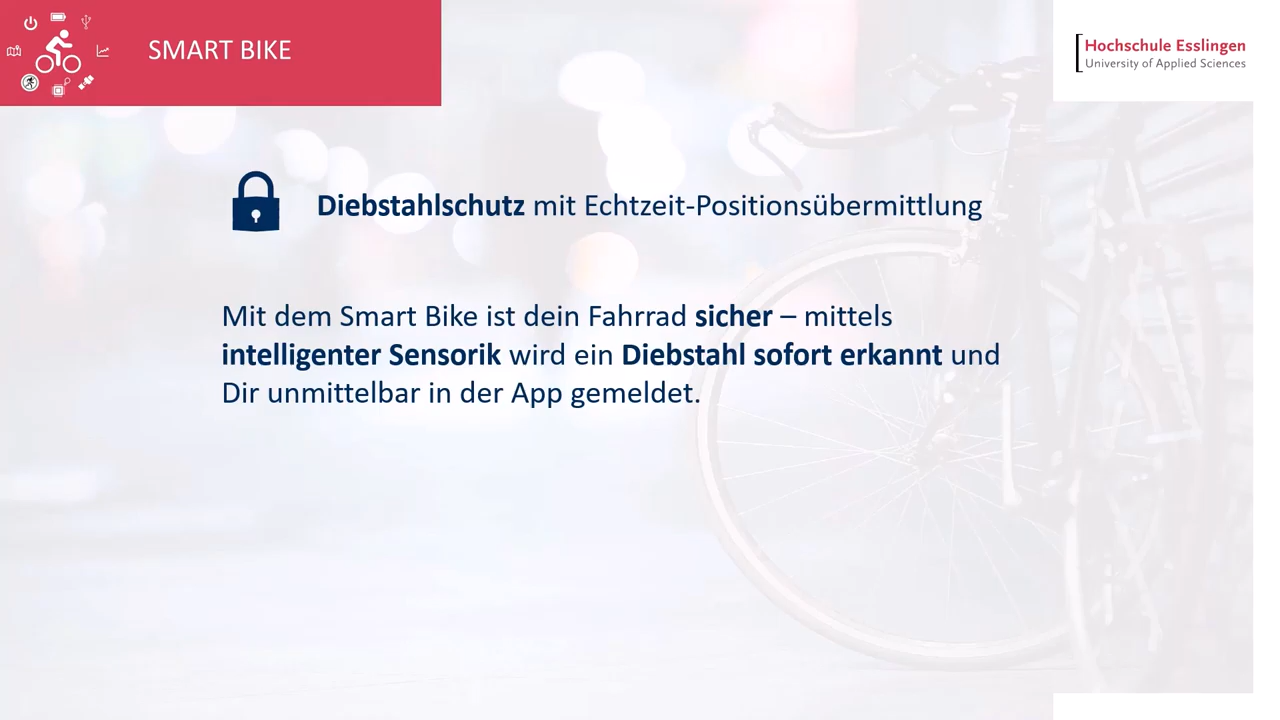 SMART BIKE
Hochschule Esslingen
University of Applied Sciences
Diebstahlschutz mit Echtzeit-Positionsübermittlung
Mit dem Smart Bike ist dein Fahrrad sicher – mittels
intelligenter Sensorik wird ein Diebstahl sofort erkannt und
Dir unmittelbar in der App gemeldet.